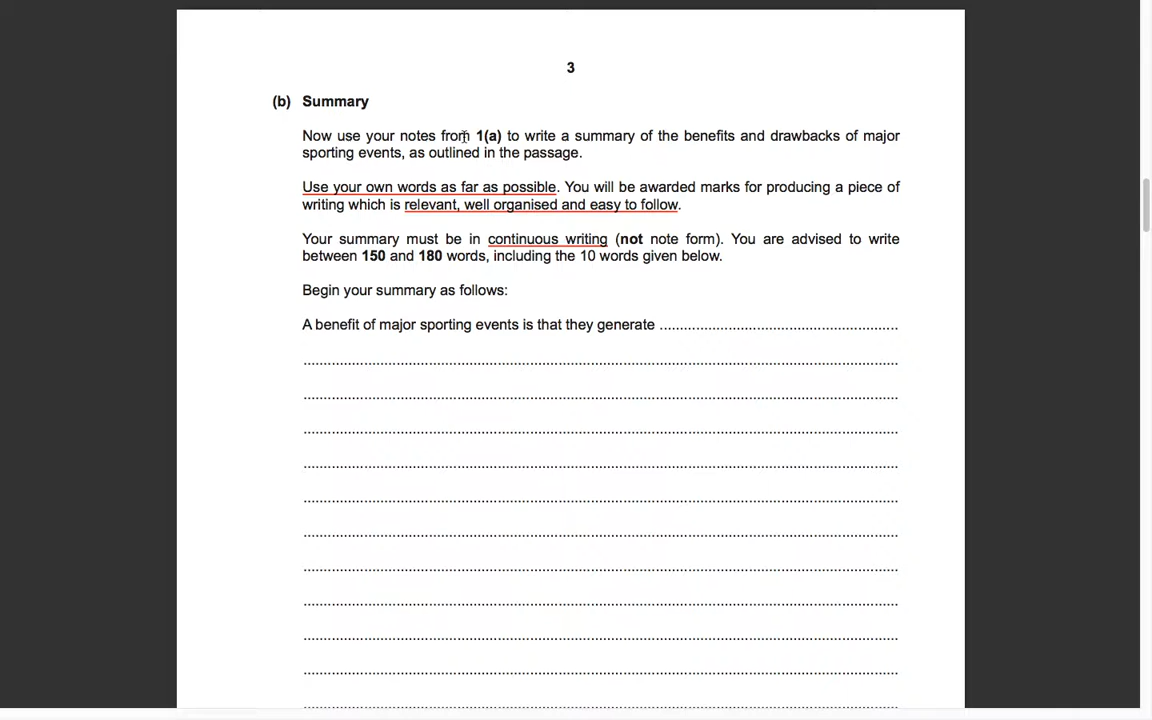 3
(b) Summary
Now use your notes from 1(a) to write a summary of the benefits and drawbacks of major
sporting events, as outlined in the passage.
Use your own words as far as possible. You will be awarded marks for producing a piece of
writing which is relevant, well organised and easy to follow.
Your summary must be in continuous writing (not note form). You are advised to write
between 150 and 180 words, including the 10 words given below.
Begin your summary as follows:
A benefit of major sporting events is that they generate